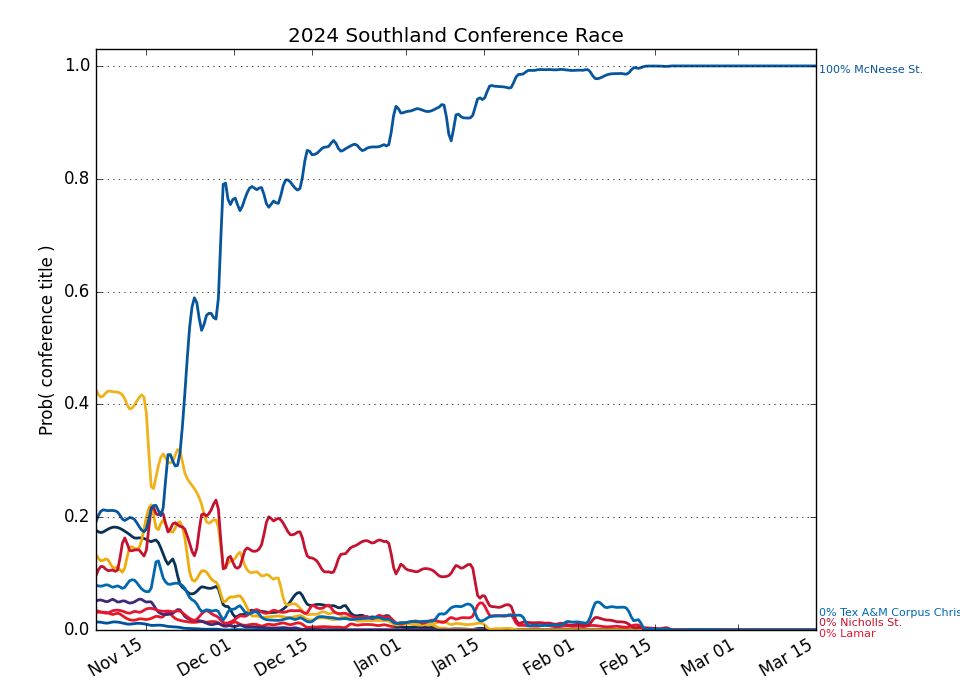 2024 Southland Conference Race
Prob( conference title )
1.0
0.8
0.6
0.4
0.2
0.0
Nov 15
Dec 01
Dec 15
Jan 01
Jan 15
Feb 01
Feb 15
Mar 01
Mar 15
100% McNeese St.
0% Tex A&M Corpus Chris
0% Nicholls St.
0% Lamar